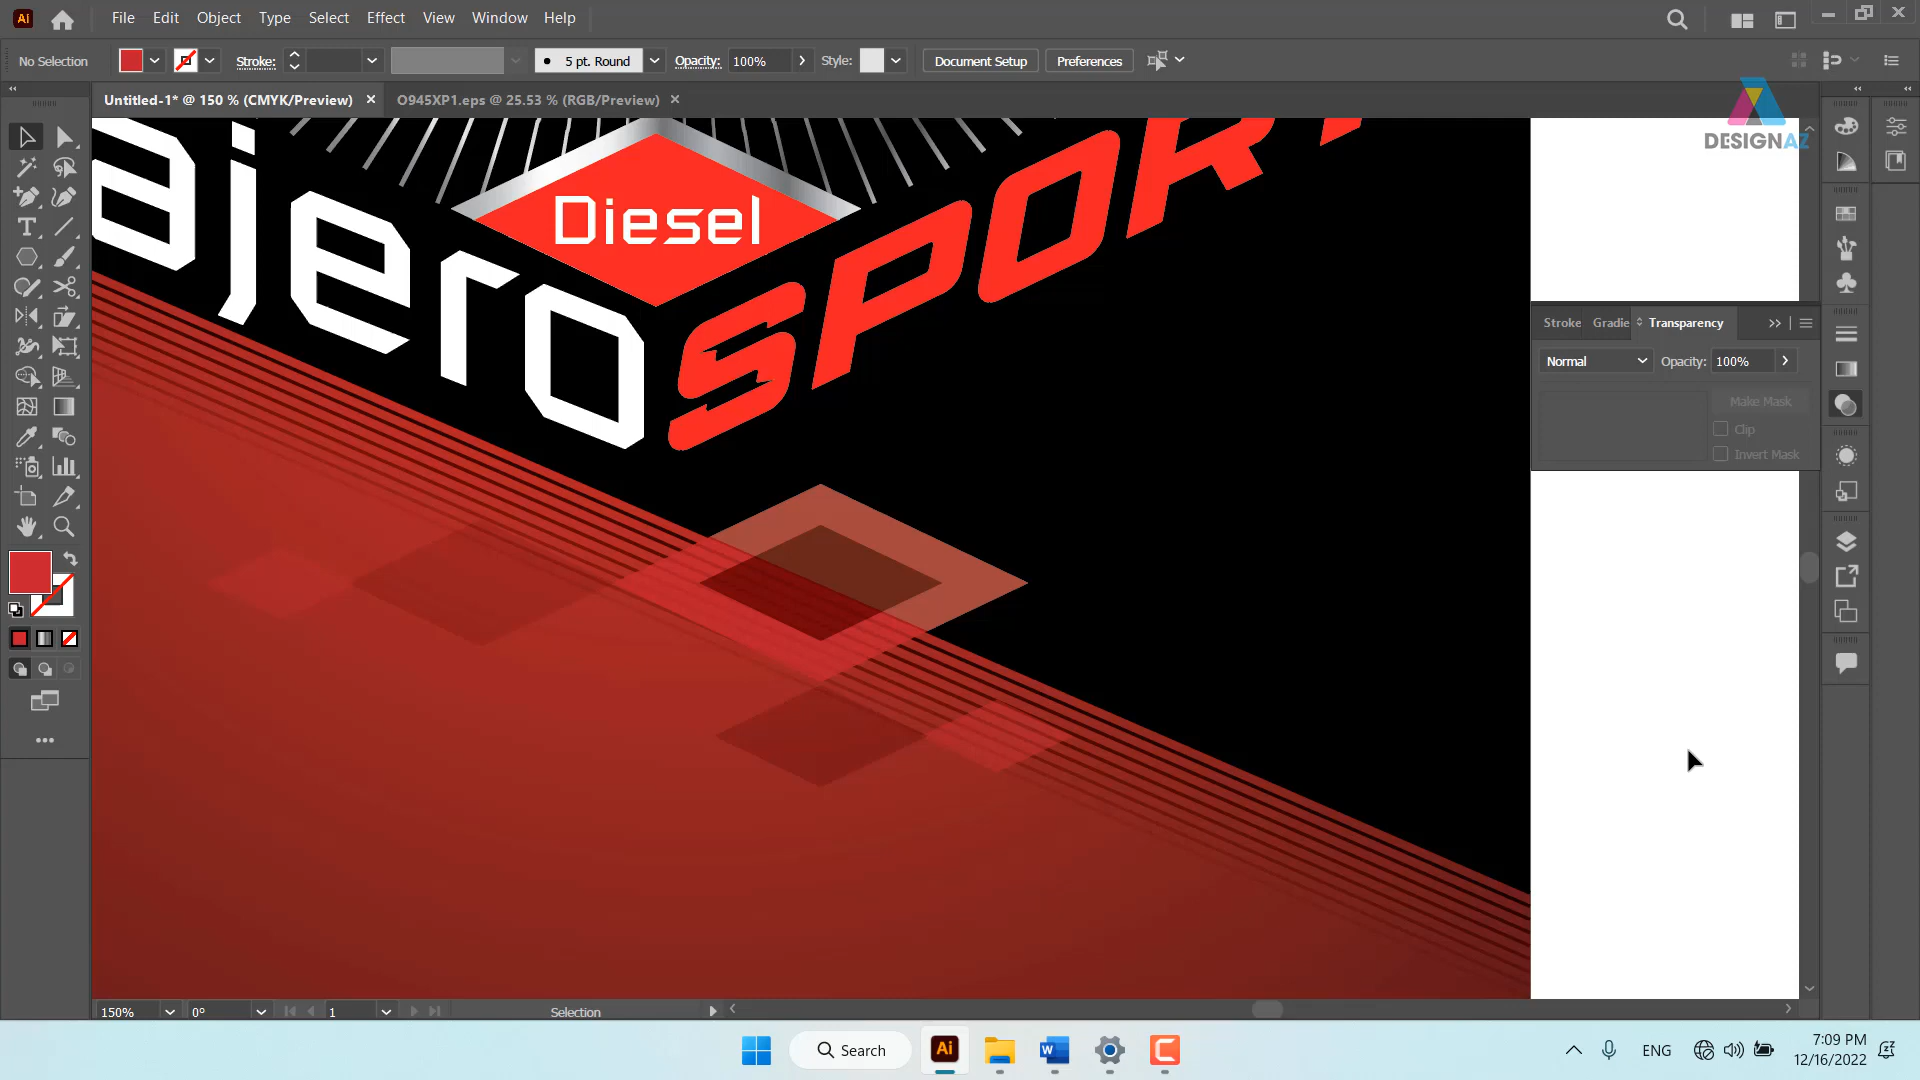 Ai
File Edit Object Type Select Effect View Window Help
No Selection Stroke: 5 pt. Round Opacity: 100% Style: Document Setup Preferences
Untitled-1* @ 150 % (CMYK/Preview) O945XP1.eps @ 25.53 % (RGB/Preview)
DESIGNAZ
ajero
Diesel
SPOR
Stroke Gradie Transparency
Normal Opacity: 100%
Make Mask
Clip
Invert Mask
150% 0° 1 Selection
Search Ai W C ENG 7:09 PM
12/16/2022